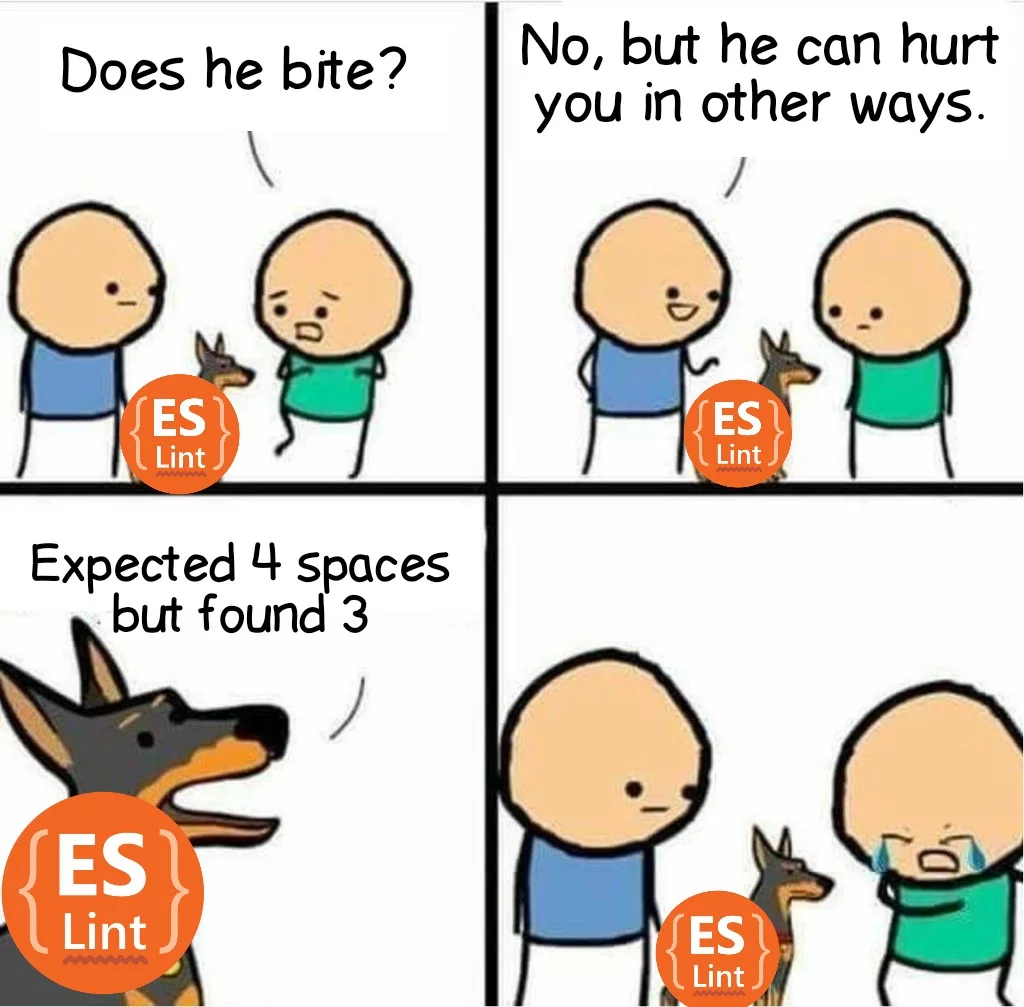 Does he bite?
No, but he can hurt
you in other ways.
{ES}
Lint
{ES}
Lint
Expected 4 spaces
but found 3
{ES}
Lint
{ES}
Lint